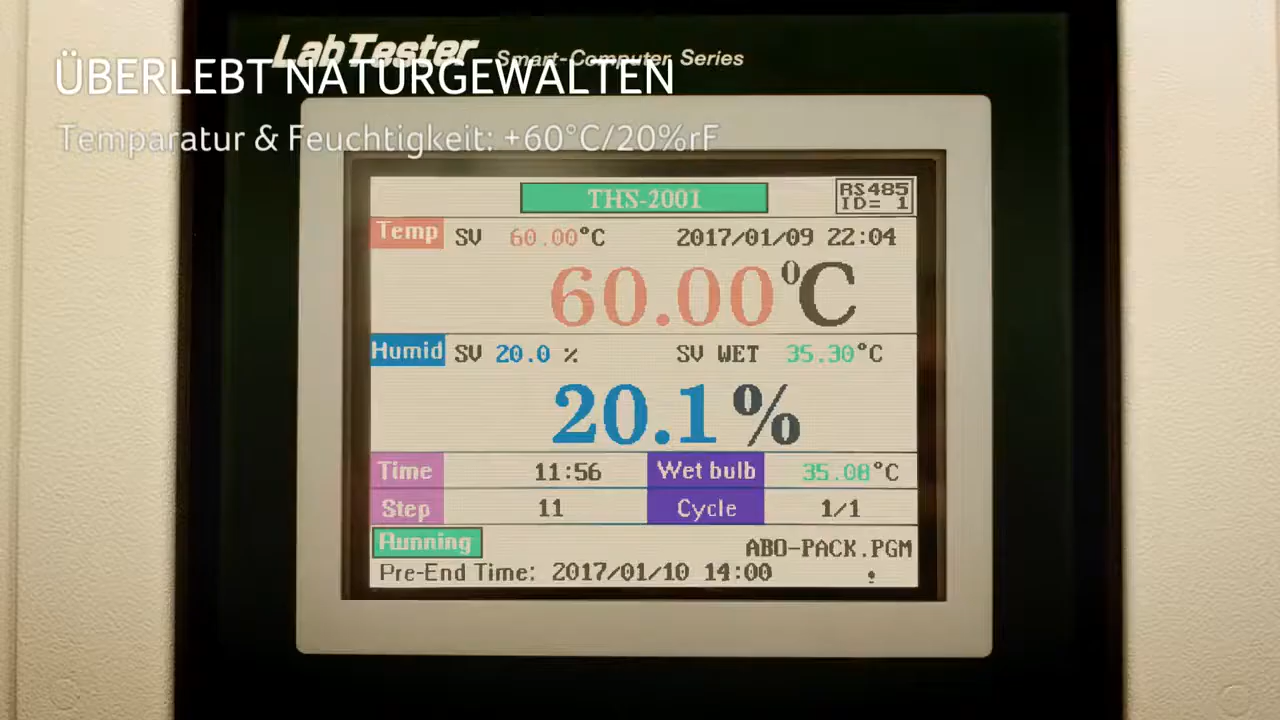 LabTester Smart-Computer Series
ÜBERLEBT NATURGEWALTEN
Temparatur & Feuchtigkeit: +60°C/20%rF
THS-2001
RS485
ID= 1
Temp SV 60.00°C 2017/01/09 22:04
60.00°C
Humid SV 20.0 % SV WET 35.30°C
20.1%
Time 11:56 Wet bulb 35.08°C
Step 11 Cycle 1/1
Running ABO-PACK.PGM
Pre-End Time: 2017/01/10 14:00